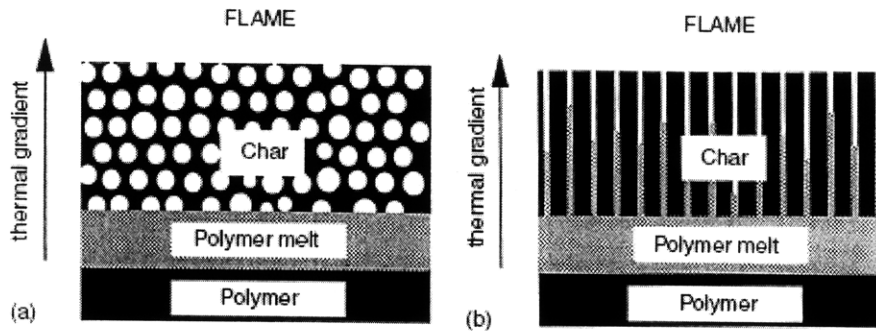 FLAME
thermal gradient
Char
Polymer melt
Polymer
(a)
FLAME
thermal gradient
Char
Polymer melt
Polymer
(b)